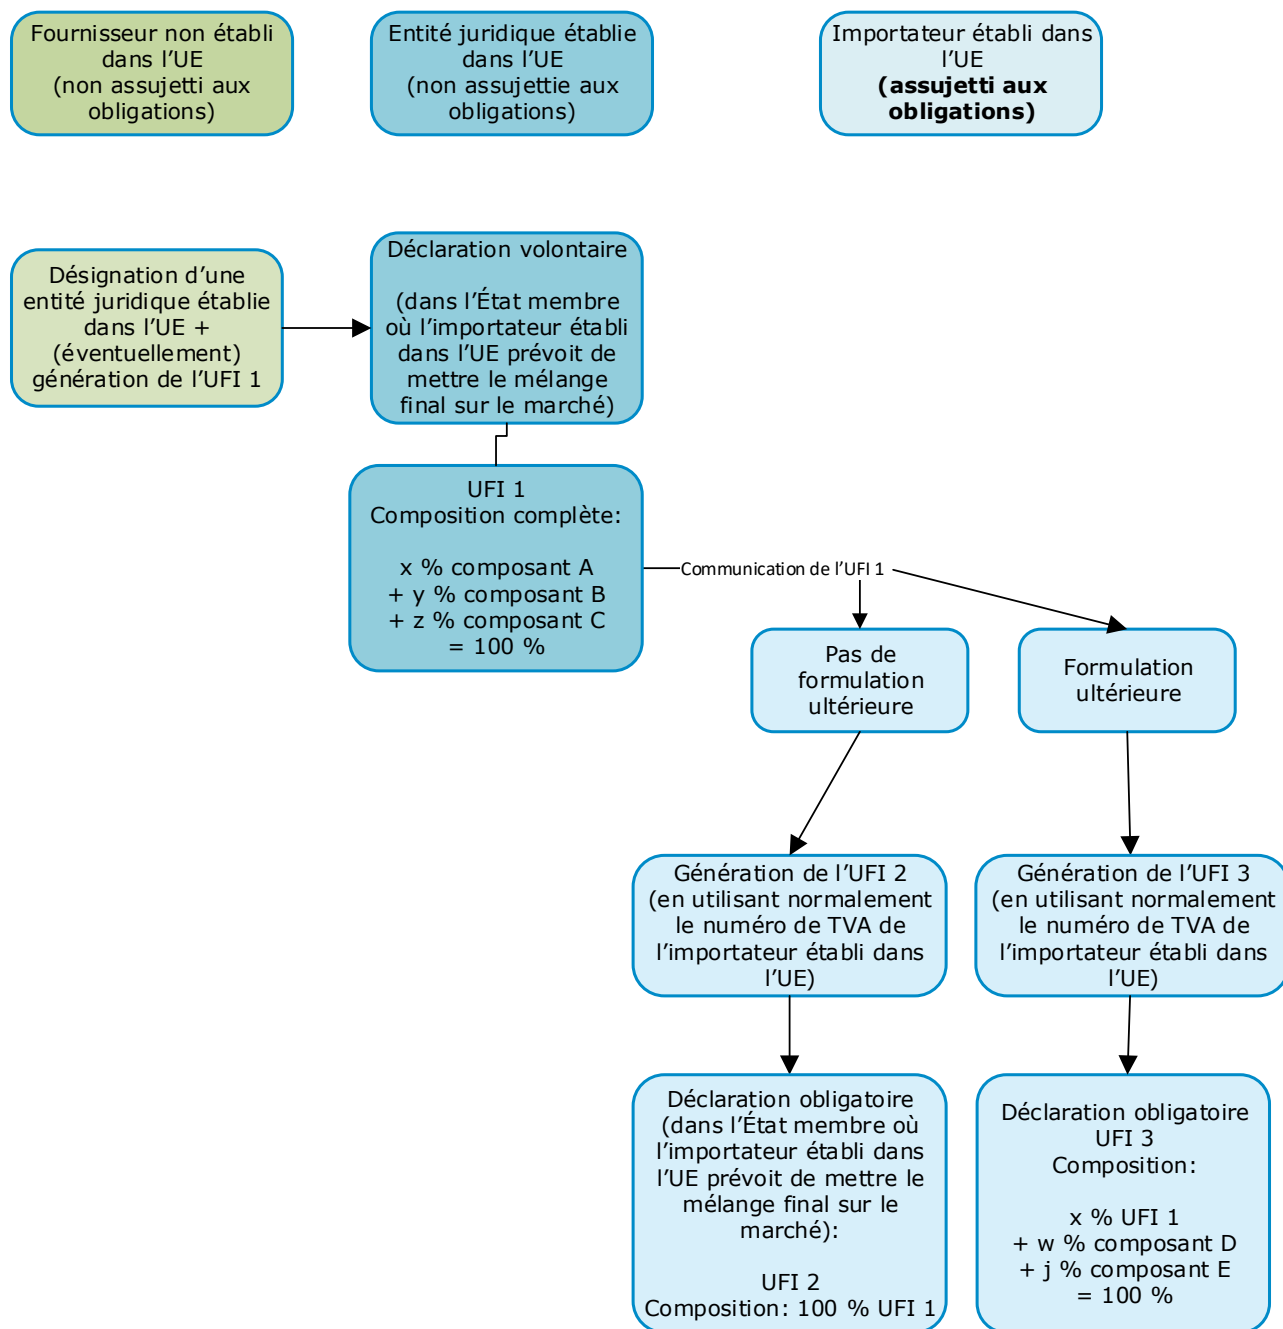 Fournisseur non établi
dans l’UE
(non assujetti aux
obligations)
Entité juridique établie
dans l’UE
(non assujettie aux
obligations)
Importateur établi dans
l’UE
(assujetti aux
obligations)
Désignation d’une
entité juridique établie
dans l’UE +
(éventuellement)
génération de l’UFI 1
Déclaration volontaire
(dans l’État membre
où l’importateur établi
dans l’UE prévoit de
mettre le mélange
final sur le marché)
UFI 1
Composition complète:
x % composant A
+ y % composant B
+ z % composant C
= 100 %
Communication de l’UFI 1
Pas de
formulation
ultérieure
Formulation
ultérieure
Génération de l’UFI 2
(en utilisant normalement
le numéro de TVA de
l’importateur établi dans
l’UE)
Génération de l’UFI 3
(en utilisant normalement
le numéro de TVA de
l’importateur établi dans
l’UE)
Déclaration obligatoire
(dans l’État membre où
l’importateur établi dans
l’UE prévoit de mettre le
mélange final sur le
marché):
UFI 2
Composition: 100 % UFI 1
Déclaration obligatoire
UFI 3
Composition:
x % UFI 1
+ w % composant D
+ j % composant E
= 100 %